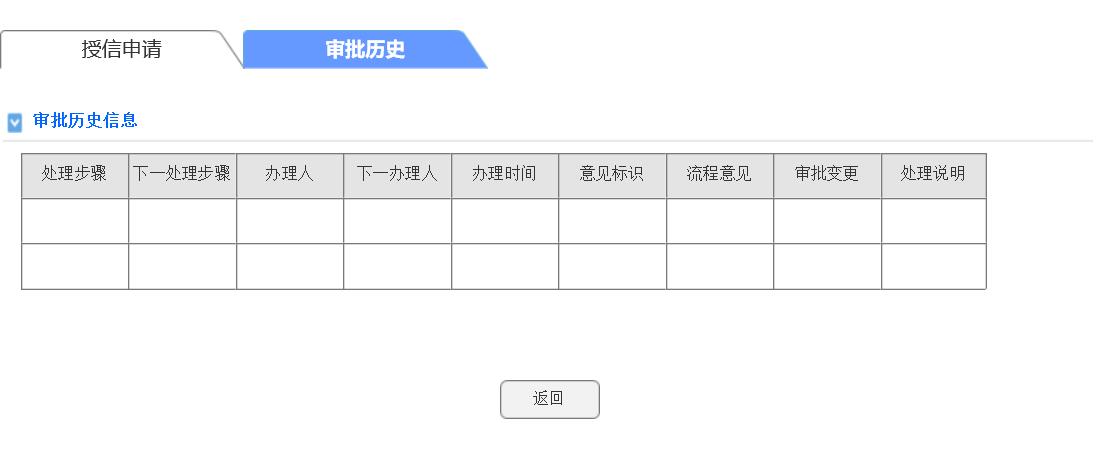 授信申请 审批历史
审批历史信息
处理步骤 下一处理步骤 办理人 下一办理人 办理时间 意见标识 流程意见 审批变更 处理说明
返回